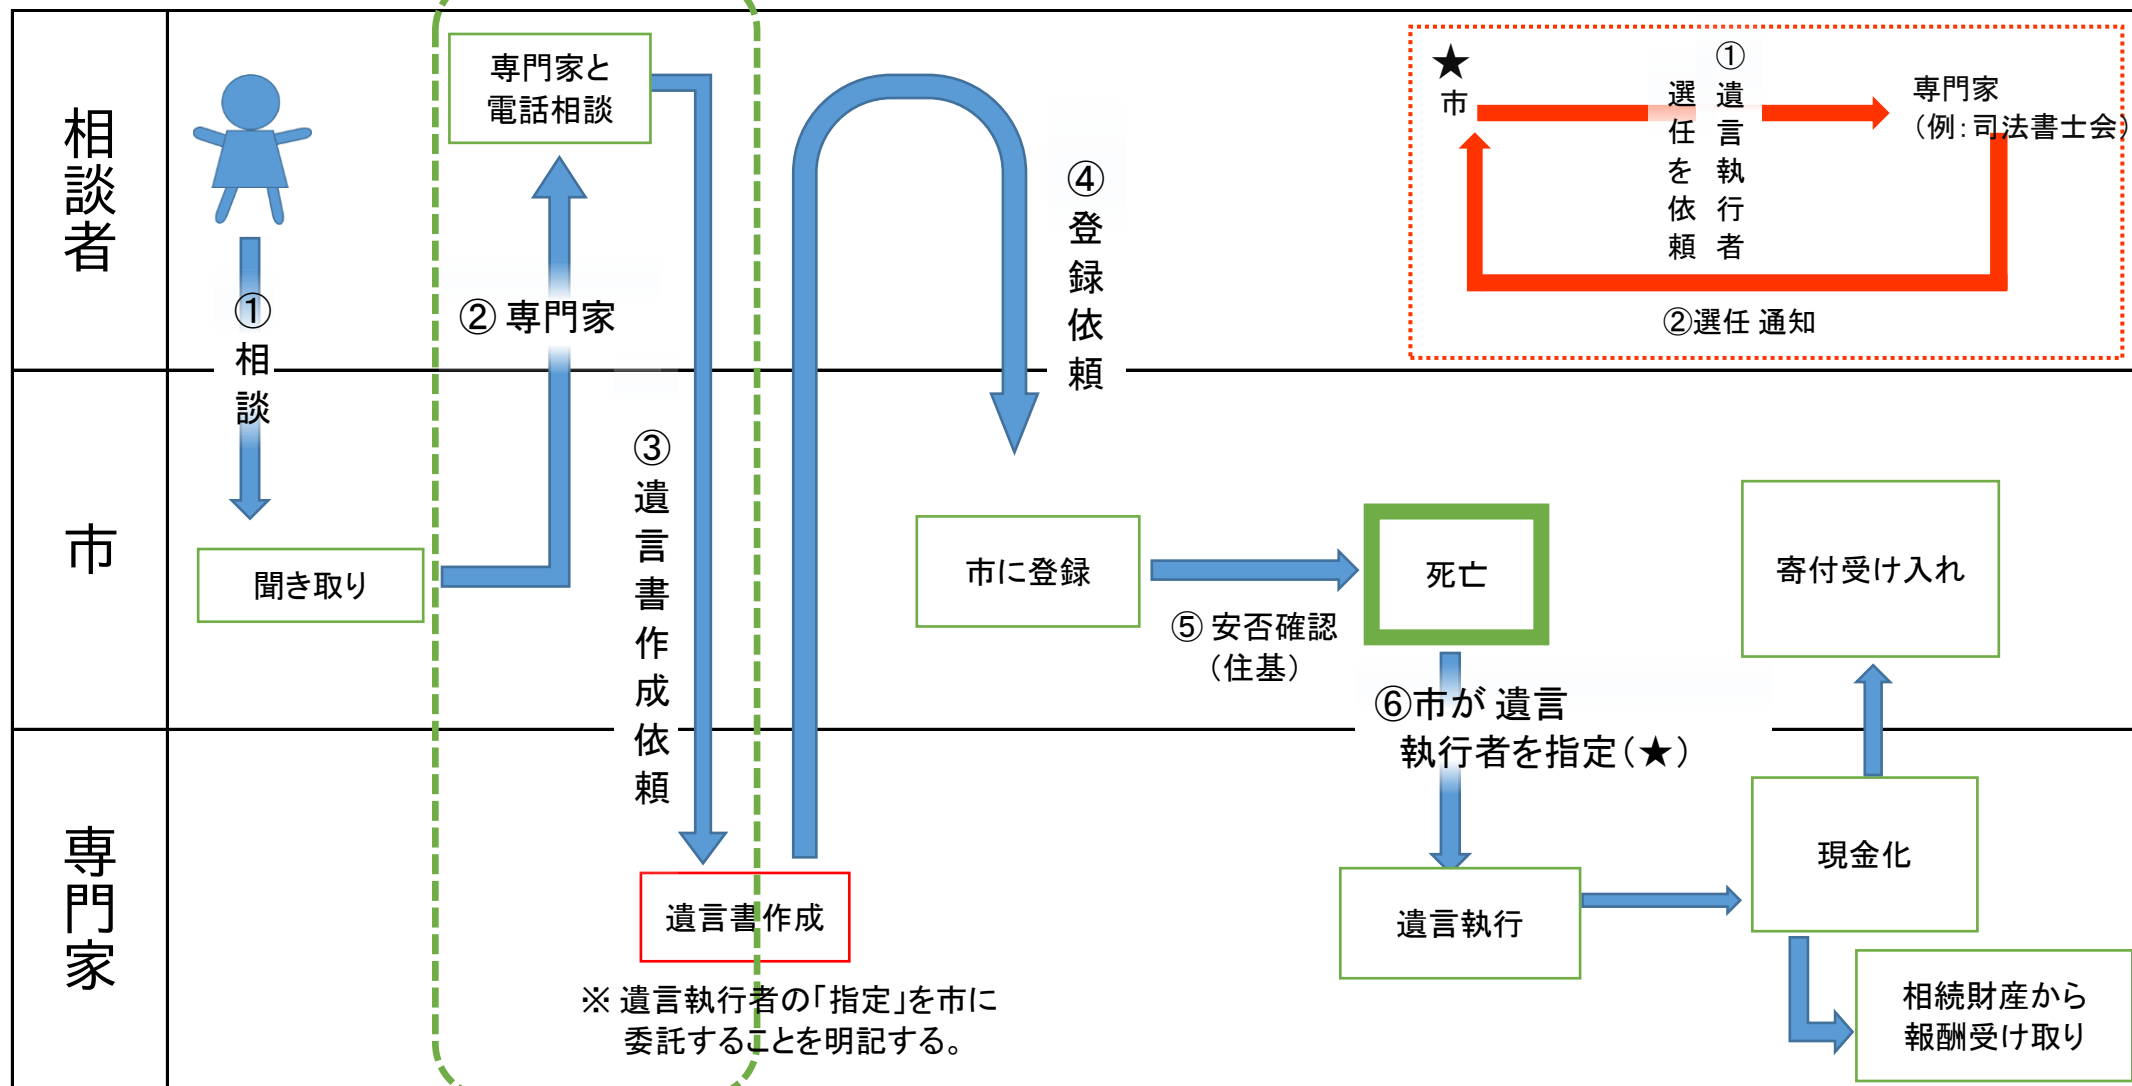 相談者
①相談
専門家と
電話相談
②専門家
③遺言書作成依頼
④登録依頼
★
市
①遺言執行者
選任を依頼
専門家
（例：司法書士会）
②選任 通知
市
聞き取り
市に登録
⑤ 安否確認
（住基）
死亡
寄付受け入れ
⑥市が 遺言
執行者を指定（★）
専門家
遺言書作成
※ 遺言執行者の「指定」を市に
委託することを明記する。
遺言執行
現金化
相続財産から
報酬受け取り